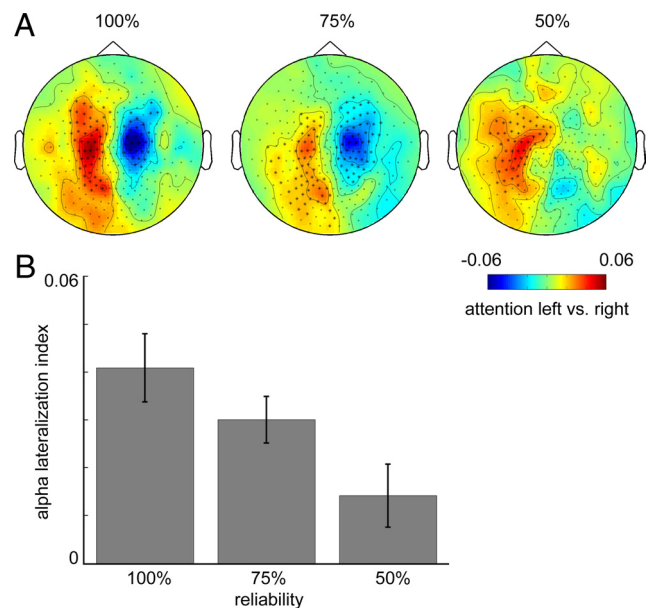 A
100%
75%
50%
-0.06
0.06
attention left vs. right
B
0.06
alpha lateralization index
0
100%
75%
50%
reliability